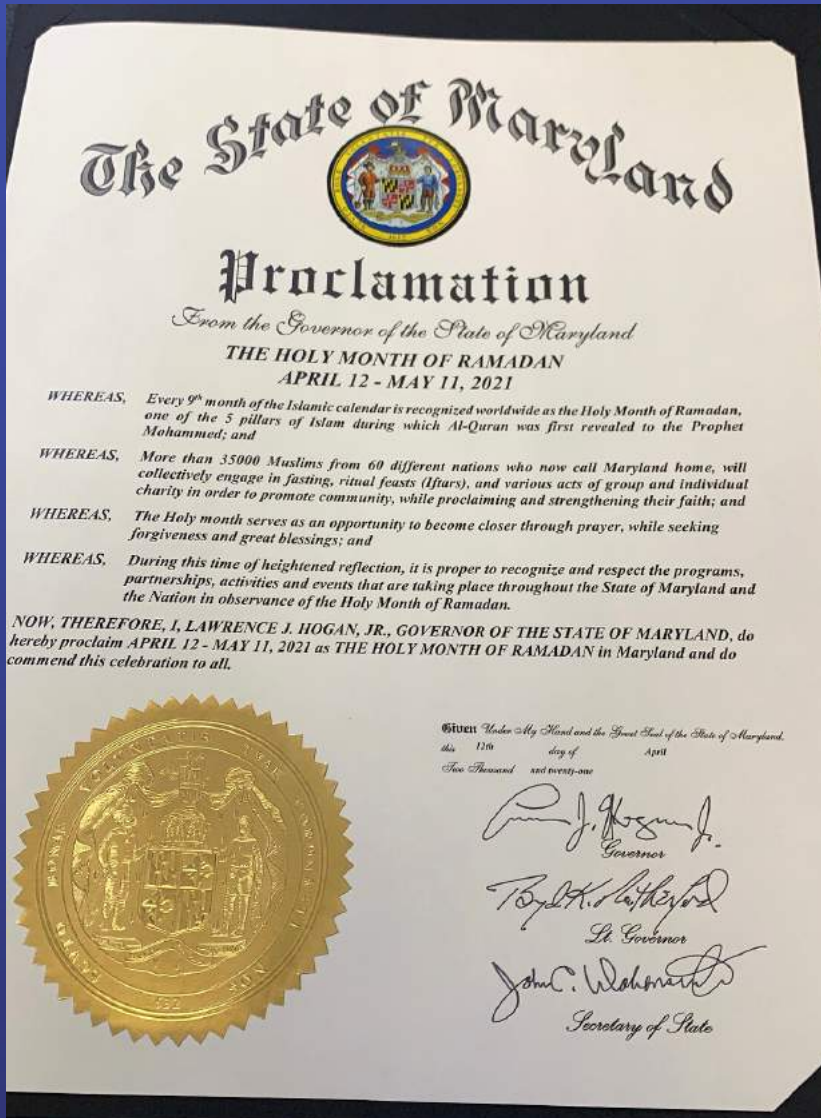 The State of Maryland
Proclamation
From the Governor of the State of Maryland
THE HOLY MONTH OF RAMADAN
APRIL 12 - MAY 11, 2021
WHEREAS, Every 9th month of the Islamic calendar is recognized worldwide as the Holy Month of Ramadan,
one of the 5 pillars of Islam during which Al-Quran was first revealed to the Prophet
Mohammed; and
WHEREAS, More than 35000 Muslims from 60 different nations who now call Maryland home, will
collectively engage in fasting, ritual feasts (Iftars), and various acts of group and individual
charity in order to promote community, while proclaiming and strengthening their faith; and
WHEREAS, The Holy month serves as an opportunity to become closer through prayer, while seeking
forgiveness and great blessings; and
WHEREAS, During this time of heightened reflection, it is proper to recognize and respect the programs,
partnerships, activities and events that are taking place throughout the State of Maryland and
the Nation in observance of the Holy Month of Ramadan.
NOW, THEREFORE, I, LAWRENCE J. HOGAN, JR., GOVERNOR OF THE STATE OF MARYLAND, do
hereby proclaim APRIL 12 - MAY 11, 2021 as THE HOLY MONTH OF RAMADAN in Maryland and do
commend this celebration to all.
Given Under My Hand and the Great Seal of the State of Maryland,
this 12th day of April
Two Thousand and twenty-one
J. Hogan Jr.
Governor
Boyd K. Rutherford
Lt. Governor
John C.
Secretary of State